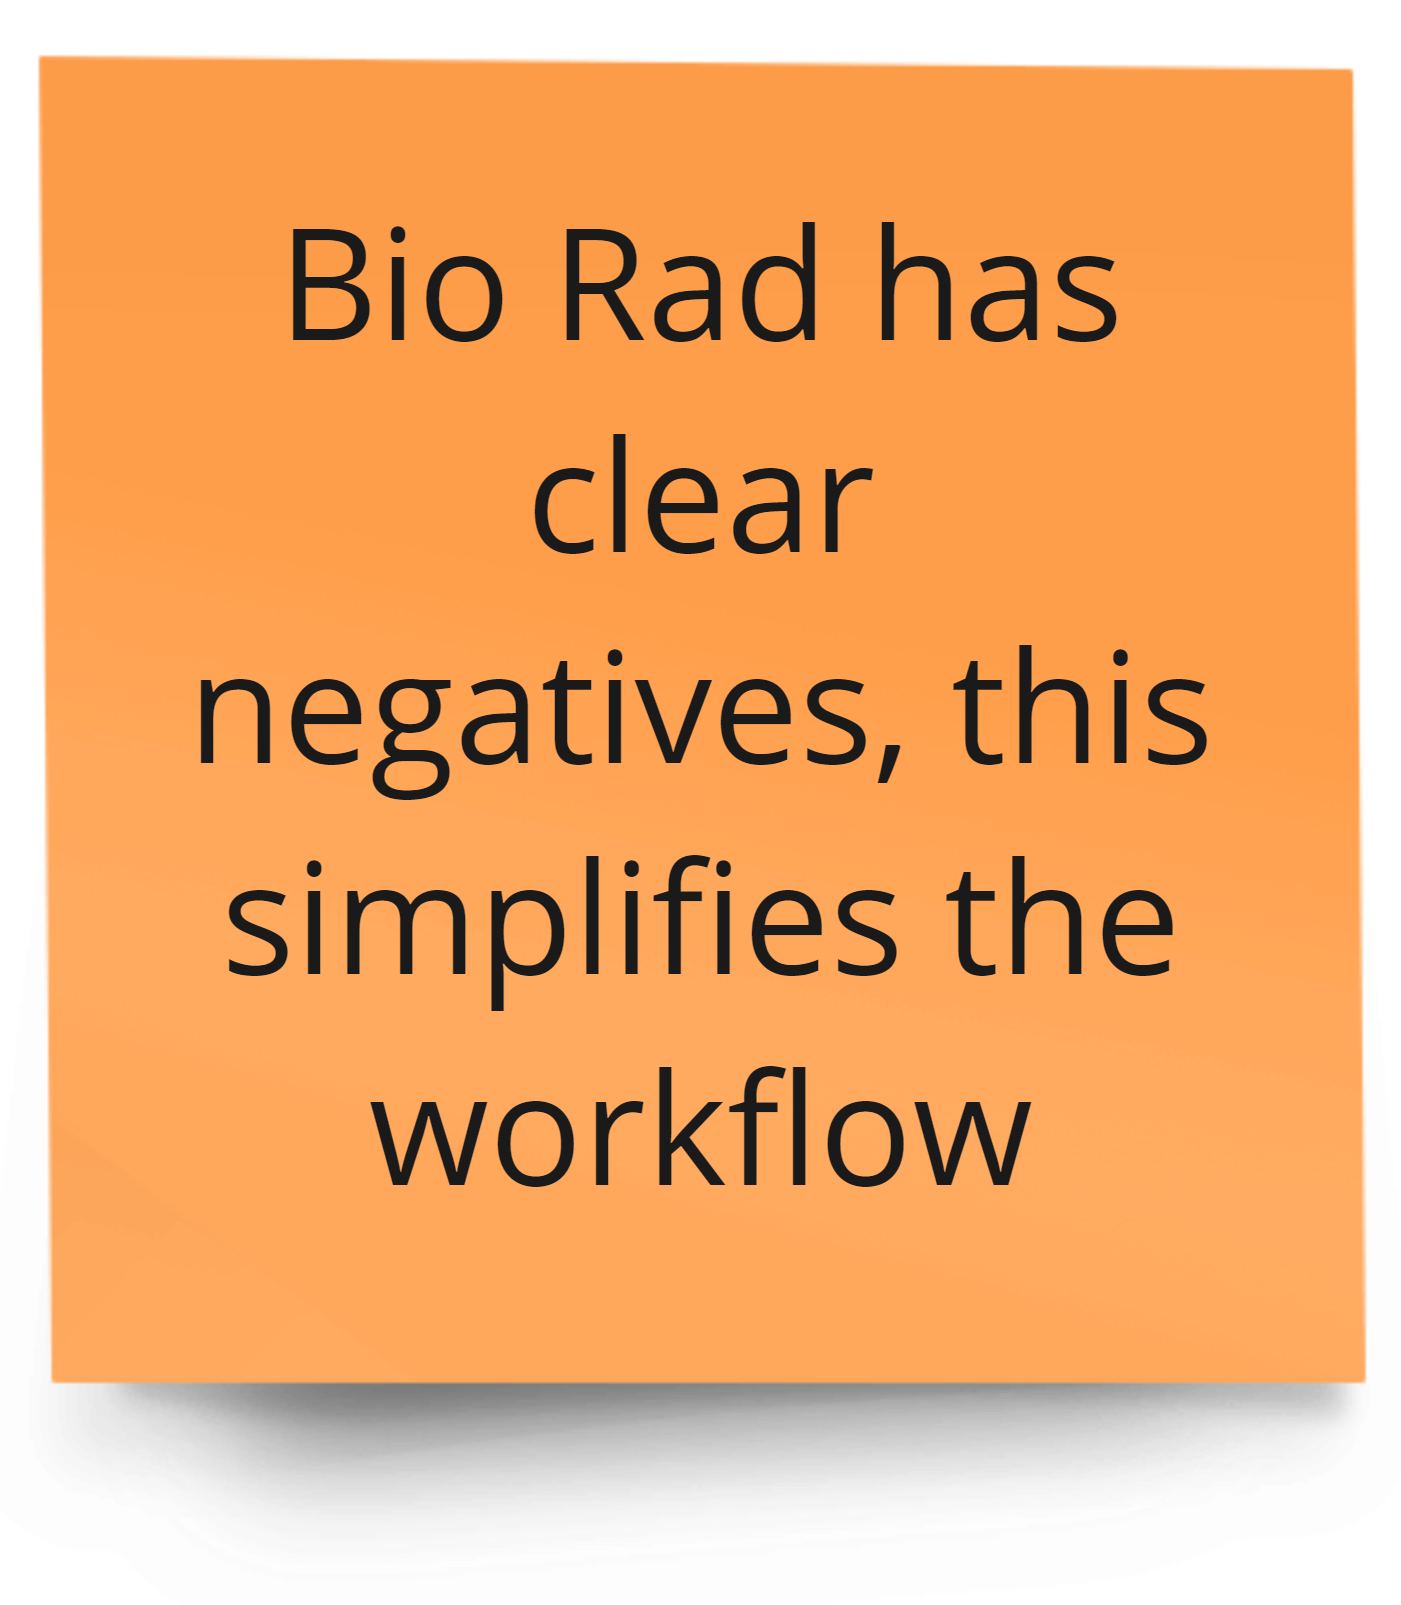 Bio Rad has
clear
negatives, this
simplifies the
workflow